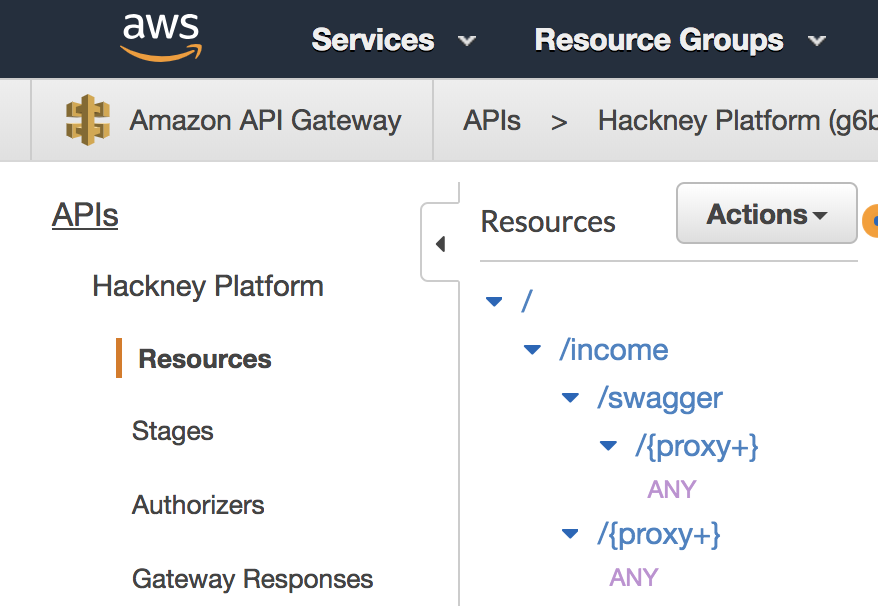 aws Services Resource Groups
Amazon API Gateway APIs > Hackney Platform (g6b
APIs
Resources Actions
Hackney Platform
/
Resources
/income
/swagger
Stages
/{proxy+}
ANY
Authorizers
/{proxy+}
Gateway Responses
ANY